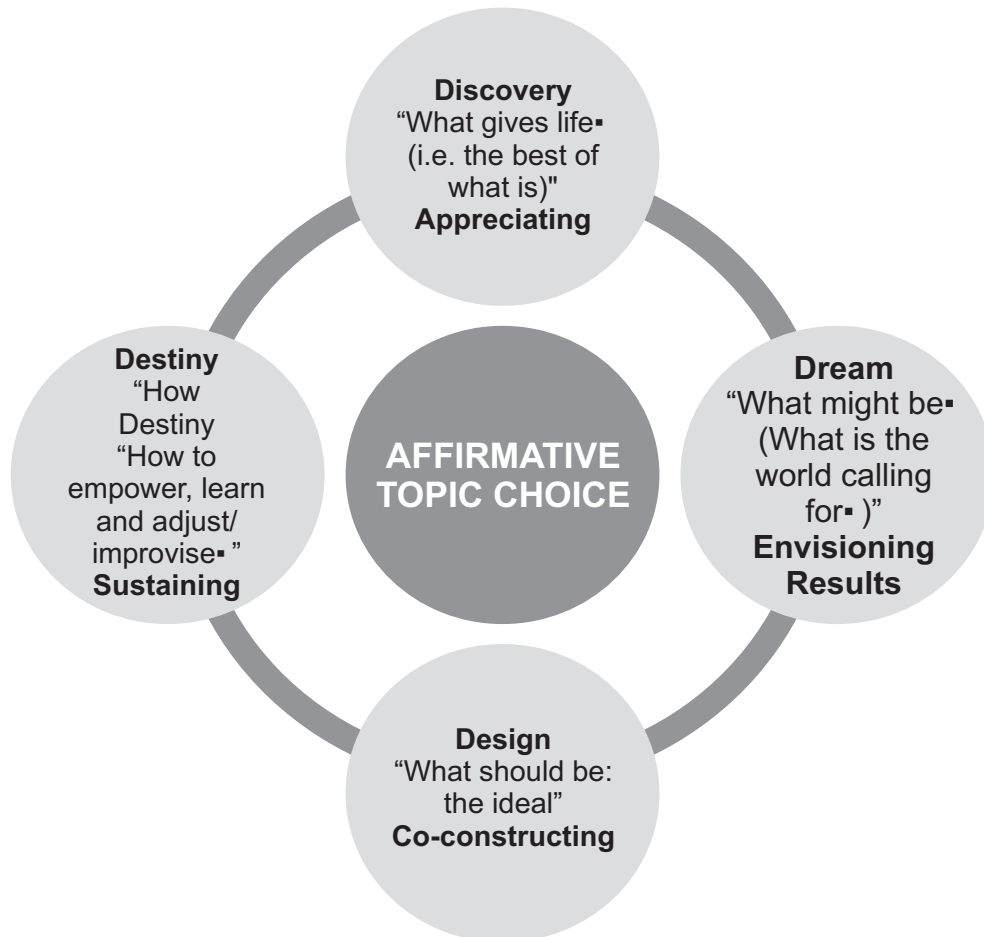 Discovery
“What gives life▪
(i.e. the best of
what is)"
Appreciating
Dream
“What might be▪
(What is the
world calling
for▪ )”
Envisioning
Results
Design
“What should be:
the ideal”
Co-constructing
Destiny
“How
Destiny
“How to
empower, learn
and adjust/
improvise▪ ”
Sustaining
AFFIRMATIVE
TOPIC CHOICE